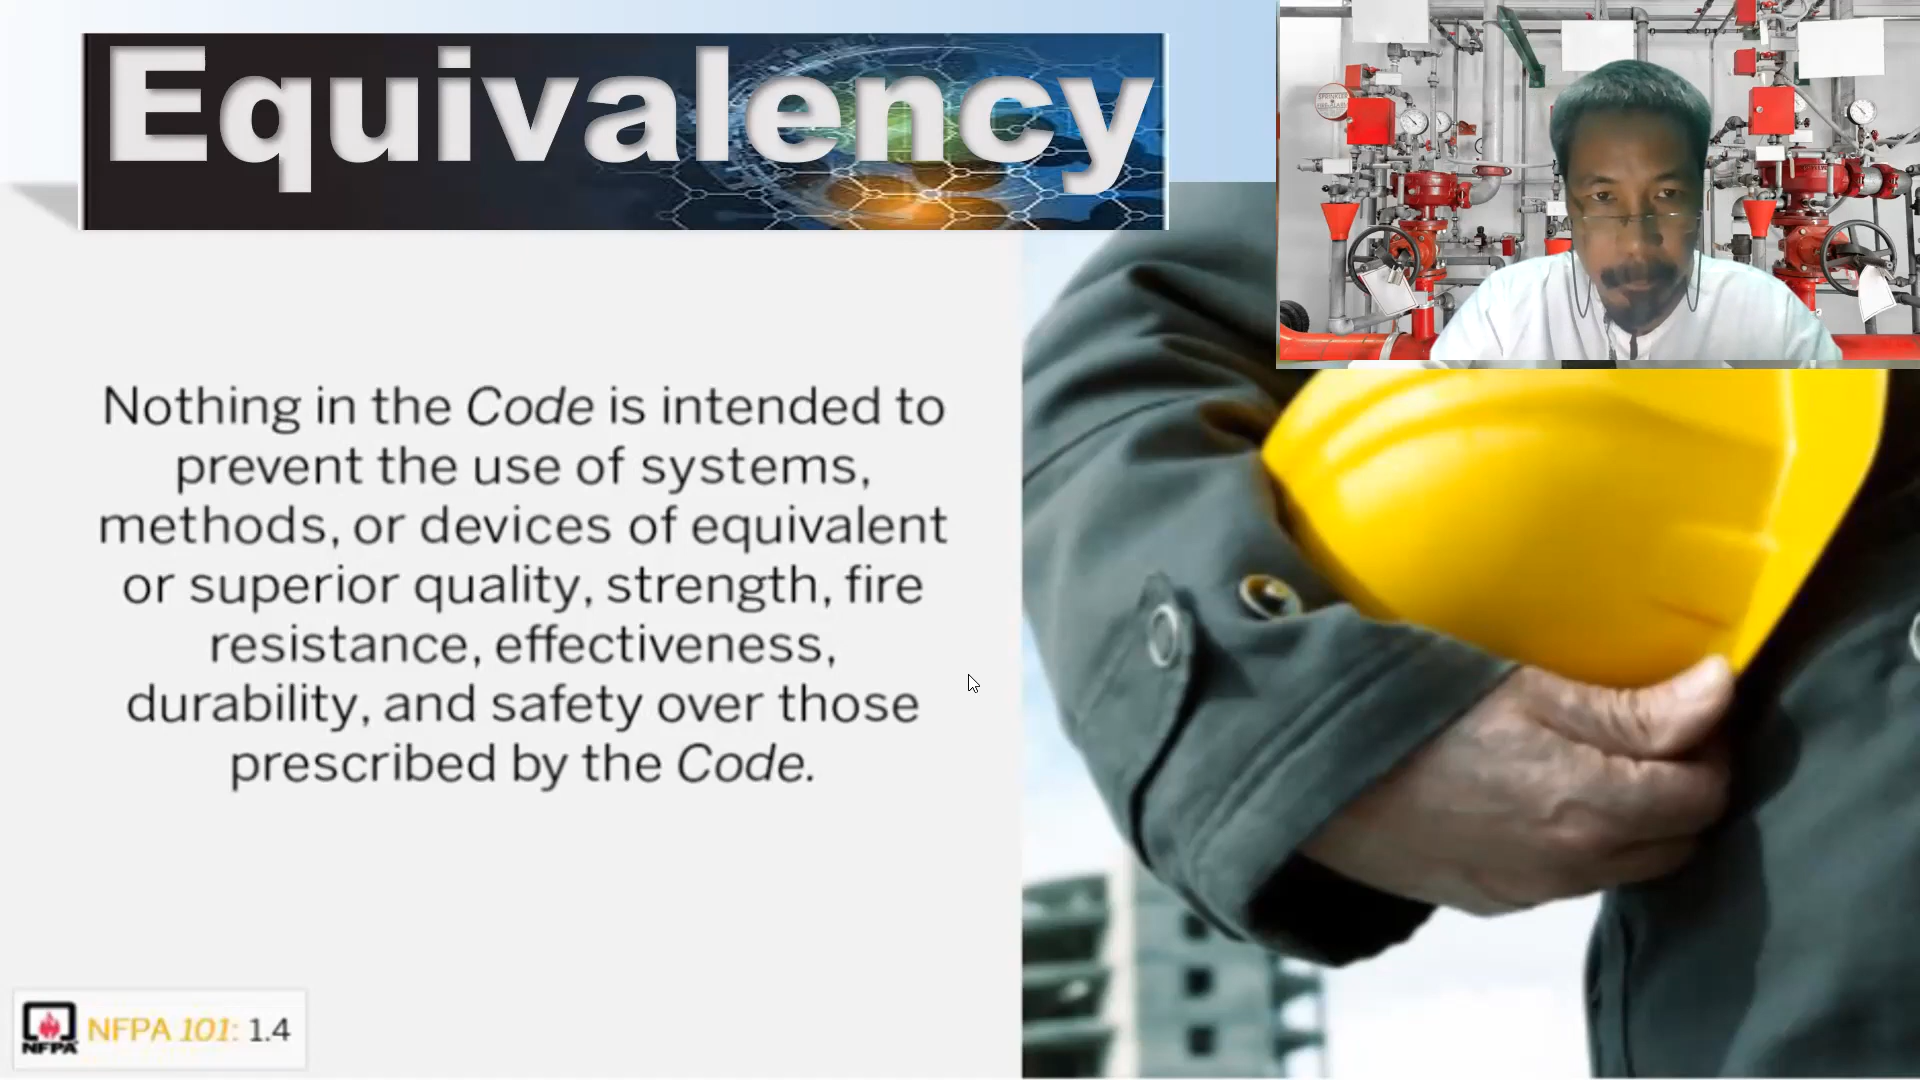 Equivalency
Nothing in the Code is intended to
prevent the use of systems,
methods, or devices of equivalent
or superior quality, strength, fire
resistance, effectiveness,
durability, and safety over those
prescribed by the Code.
NFPA
NFPA 101: 1.4